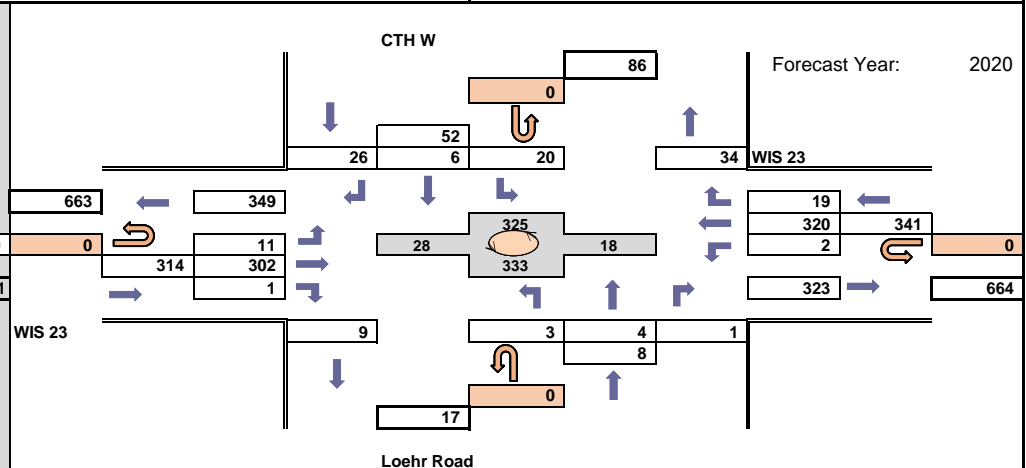 CTH W
86 Forecast Year: 2020
0
52
26 6 20 34 WIS 23
663 349 19
325 320 341
0 11 28 18 2 0
314 302 333
1 1 323 664
WIS 23 9 3 4 1
8
0
17
Loehr Road